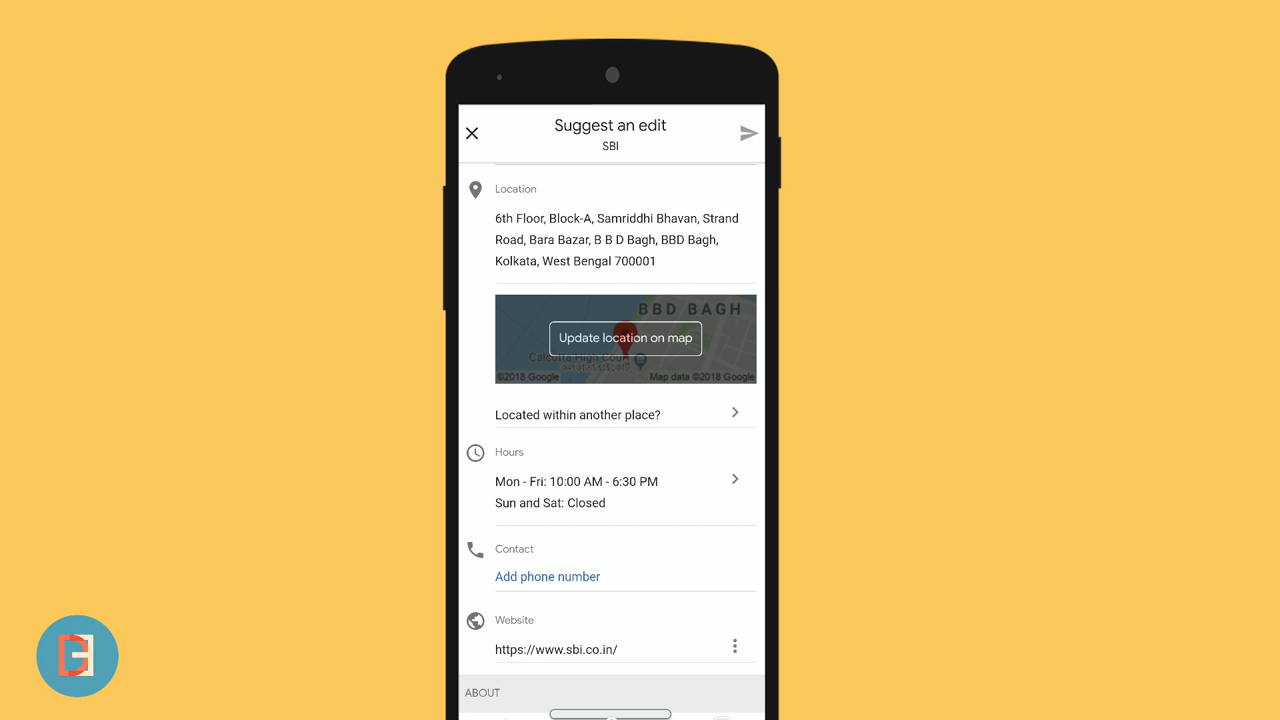 Suggest an edit
SBI
Location
6th Floor, Block-A, Samriddhi Bhavan, Strand
Road, Bara Bazar, B B D Bagh, BBD Bagh,
Kolkata, West Bengal 700001
BBD BAGH
Update location on map
Calcutta High Court
©2018 Google
Map data ©2018 Google
Located within another place?
Hours
Mon - Fri: 10:00 AM - 6:30 PM
Sun and Sat: Closed
Contact
Add phone number
Website
https://www.sbi.co.in/
ABOUT